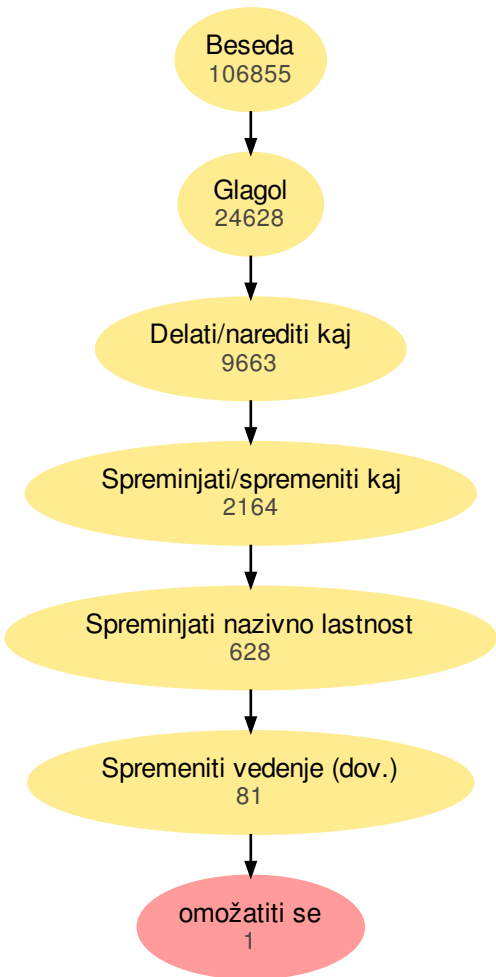 Beseda
106855
Glagol
24628
Delati/narediti kaj
9663
Spreminjati/spremeniti kaj
2164
Spreminjati nazivno lastnost
628
Spremeniti vedenje (dov.)
81
omožatiti se
1